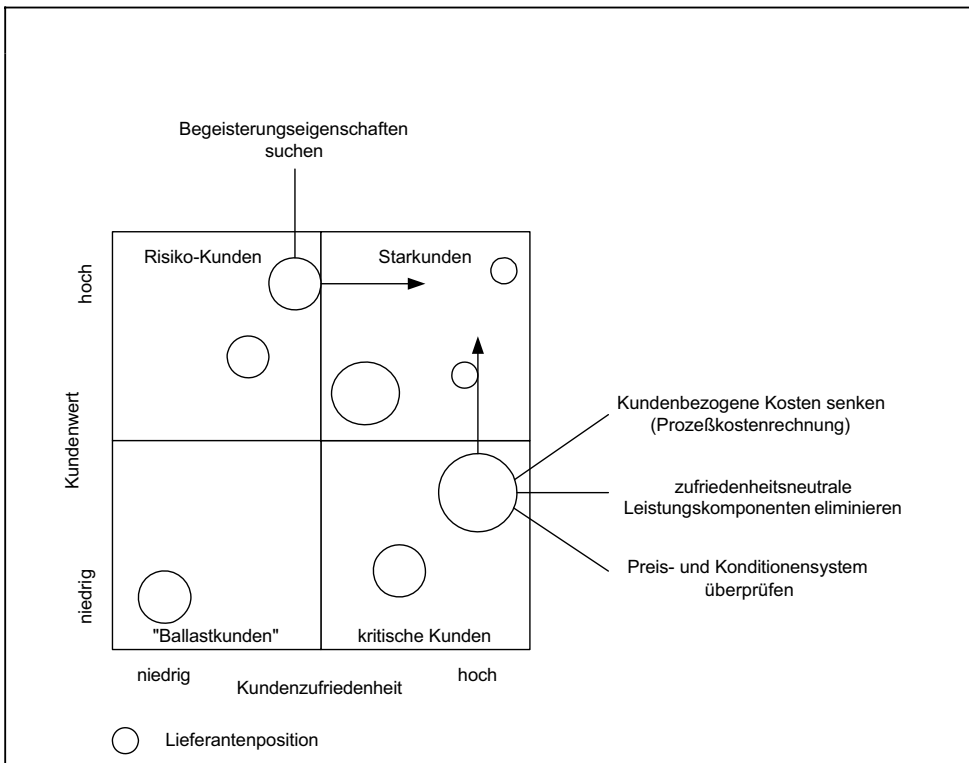 Begeisterungseigenschaften
suchen
Risiko-Kunden
Starkunden
hoch
Kundenwert
niedrig
Kundenbezogene Kosten senken
(Prozeßkostenrechnung)
zufriedenheitsneutrale
Leistungskomponenten eliminieren
Preis- und Konditionensystem
überprüfen
"Ballastkunden"
kritische Kunden
niedrig
Kundenzufriedenheit
hoch
Lieferantenposition